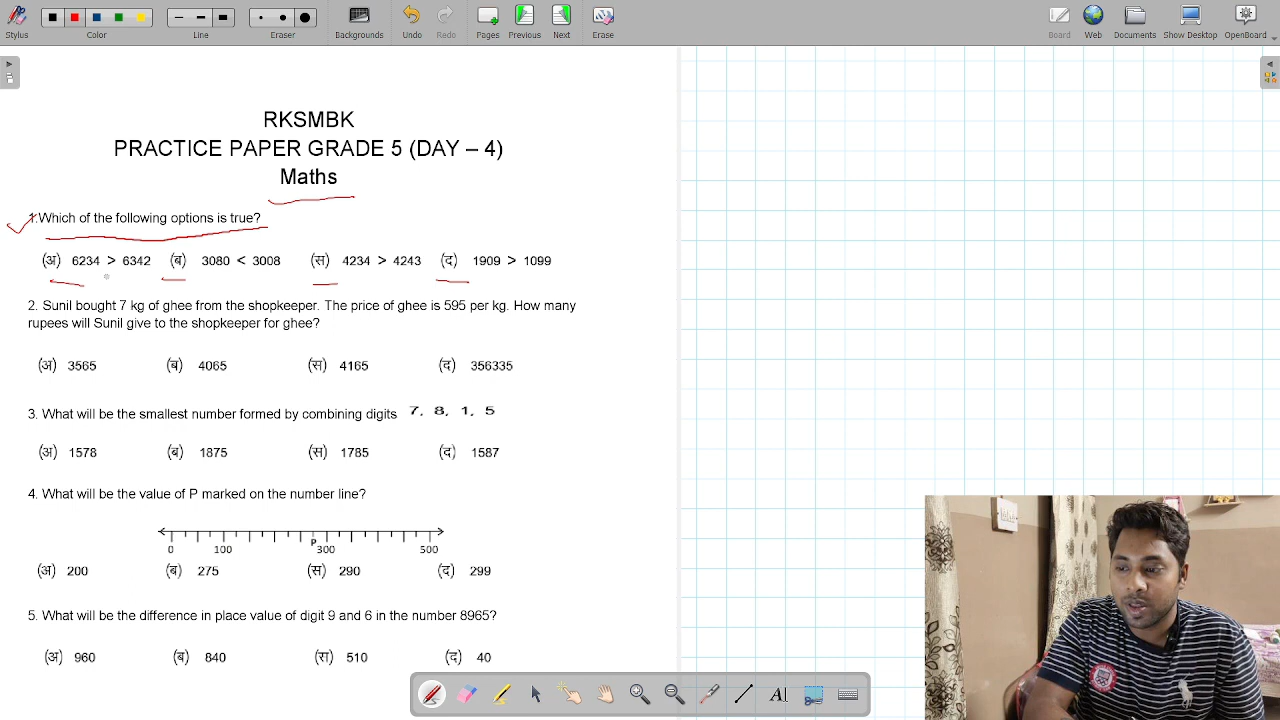 Stylus Color Line Eraser Backgrounds Undo Redo Pages Previous Next Erase Board Web Documents Show Desktop OpenBoard
RKSMBK
PRACTICE PAPER GRADE 5 (DAY – 4)
Maths
1.Which of the following options is true?
(अ) 6234 > 6342 (ब) 3080 < 3008 (स) 4234 > 4243 (द) 1909 > 1099
2. Sunil bought 7 kg of ghee from the shopkeeper. The price of ghee is 595 per kg. How many
rupees will Sunil give to the shopkeeper for ghee?
(अ) 3565 (ब) 4065 (स) 4165 (द) 356335
3. What will be the smallest number formed by combining digits 7, 8, 1, 5
(अ) 1578 (ब) 1875 (स) 1785 (द) 1587
4. What will be the value of P marked on the number line?
P
0 100 300 500
(अ) 200 (ब) 275 (स) 290 (द) 299
5. What will be the difference in place value of digit 9 and 6 in the number 8965?
(अ) 960 (ब) 840 (स) 510 (द) 40
AI